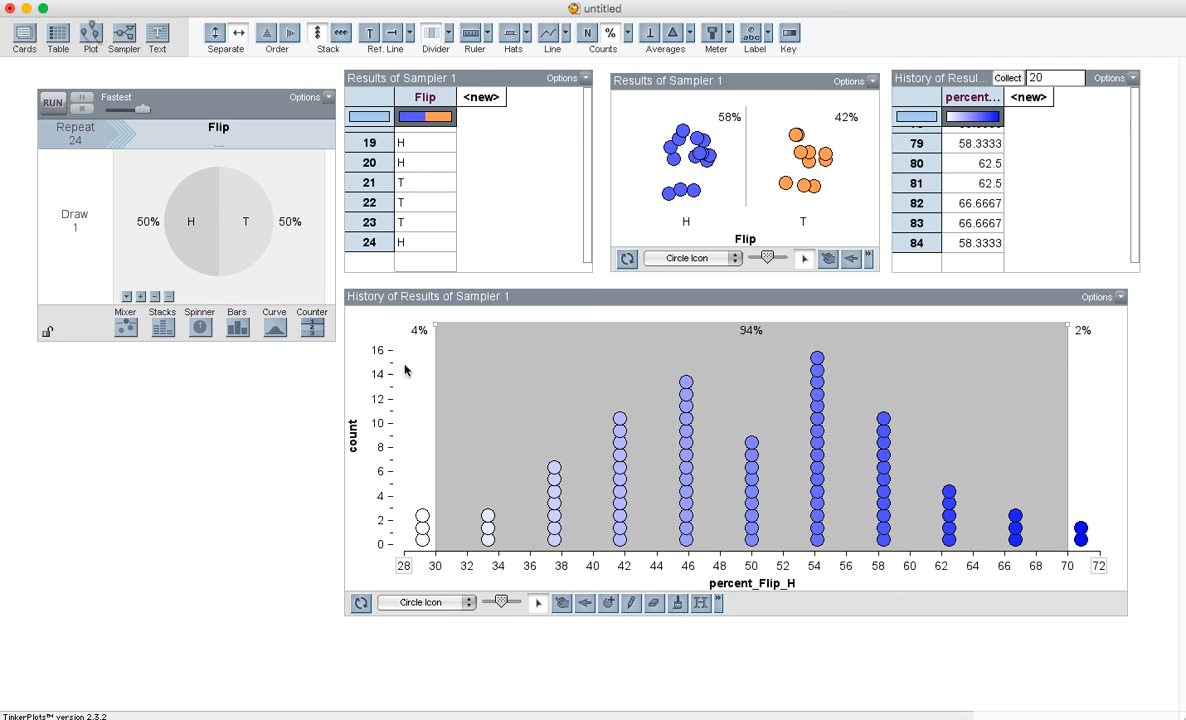 untitled
Cards Table Plot Sampler Text Separate Order Stack Ref. Line Divider Ruler Hats Line Counts Averages Meter Label Key
RUN Fastest Options
Repeat
24
Flip
Draw
1
50% H T 50%
Mixer Stacks Spinner Bars Curve Counter
Results of Sampler 1 Options
Flip <new>
19 H
20 H
21 T
22 T
23 T
24 H
Results of Sampler 1 Options
58% 42%
H T
Flip
Circle Icon
History of Resul... Collect 20 Options
percent... <new>
79 58.3333
80 62.5
81 62.5
82 66.6667
83 66.6667
84 58.3333
History of Results of Sampler 1 Options
4% 94% 2%
16
14
12
10
8
6
4
2
0
count
28 30 32 34 36 38 40 42 44 46 48 50 52 54 56 58 60 62 64 66 68 70 72
percent_Flip_H
Circle Icon
TinkerPlots™ version 2.3.2